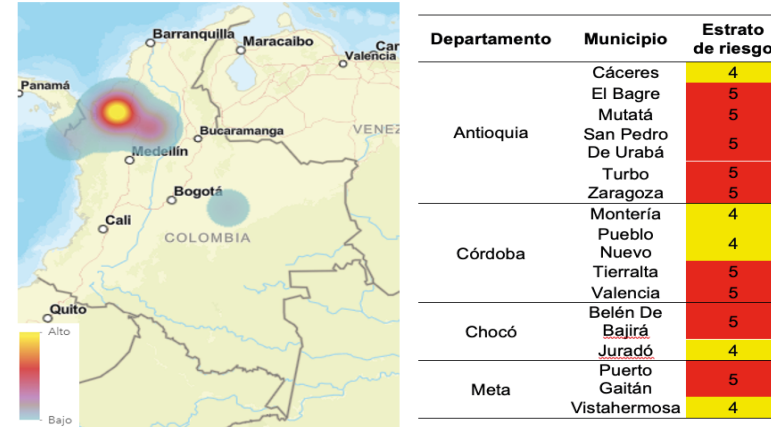 Barranquilla
Maracaibo
Car
Valencia
Panamá
Bucaramanga
VENEZ
Medellín
Bogotá
Cali
COLOMBIA
Quito
Alto
Bajo
Departamento Municipio Estrato
de riesgo
Cáceres 4
El Bagre 5
Mutatá 5
Antioquia San Pedro
De Urabá 5
Turbo 5
Zaragoza 5
Montería 4
Pueblo
Nuevo 4
Córdoba
Tierralta 5
Valencia 5
Belén De
Bajirá 5
Chocó
Juradó 4
Puerto
Gaitán 5
Meta
Vistahermosa 4